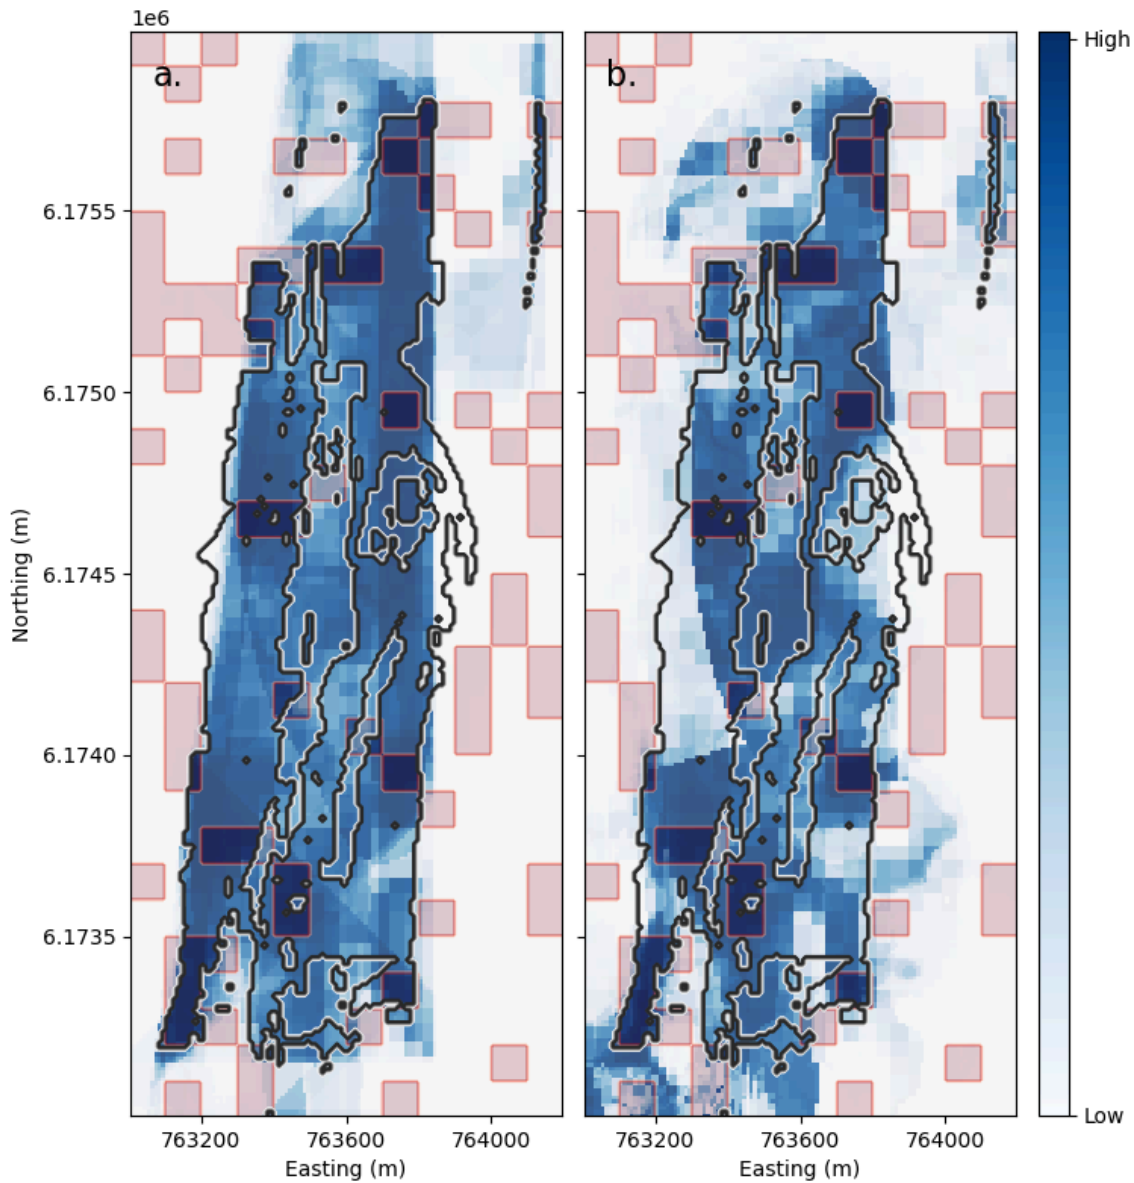 1e6
a.
b.
High
6.1755
6.1750
6.1745
6.1740
6.1735
Northing (m)
Low
763200
763600
764000
763200
763600
764000
Easting (m)
Easting (m)